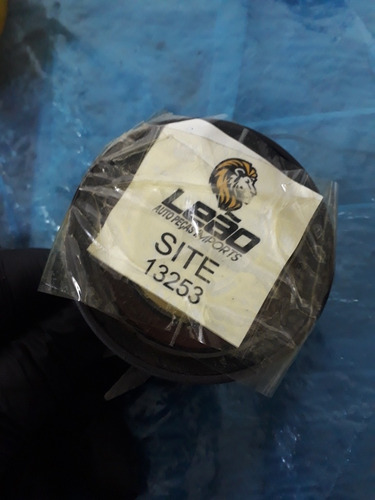 Leão
AUTO PEÇAS IMPORTS
SITE
13253